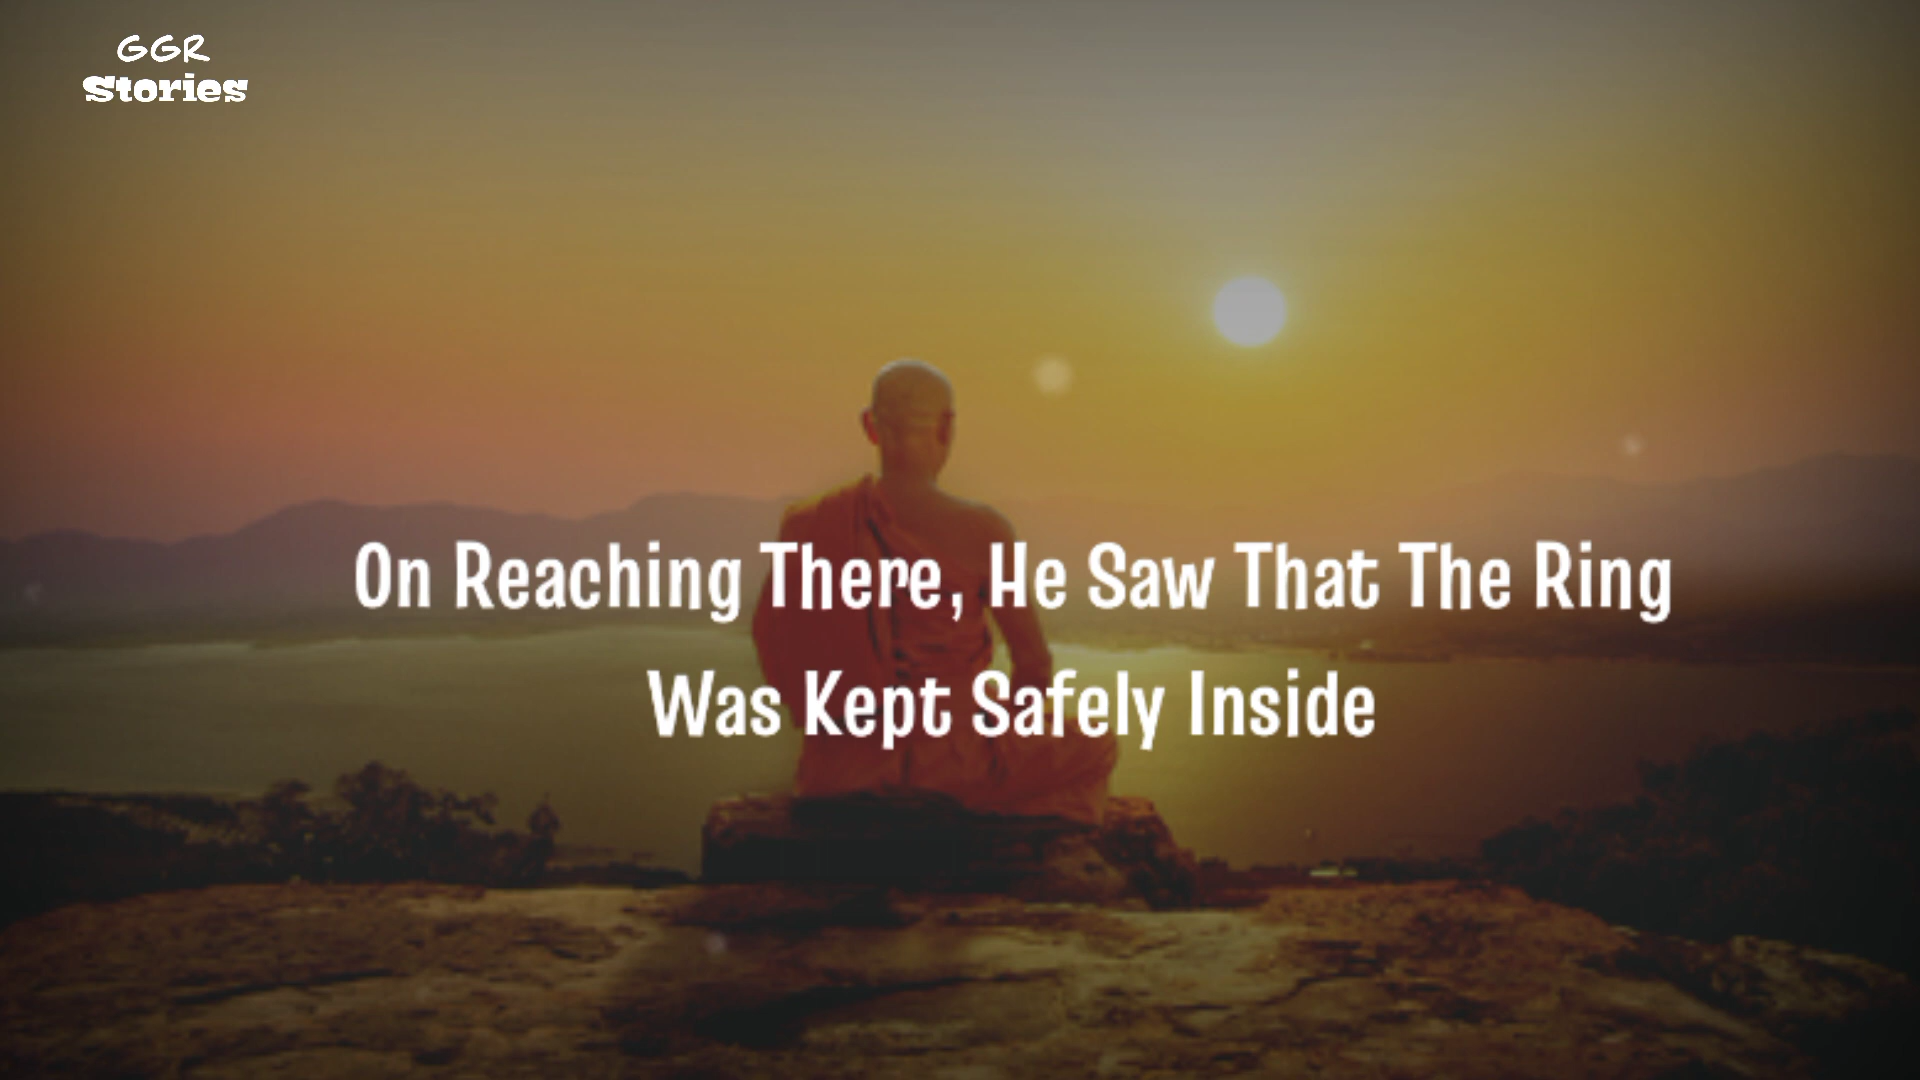 GGR
Stories
On Reaching There, He Saw That The Ring
Was Kept Safely Inside